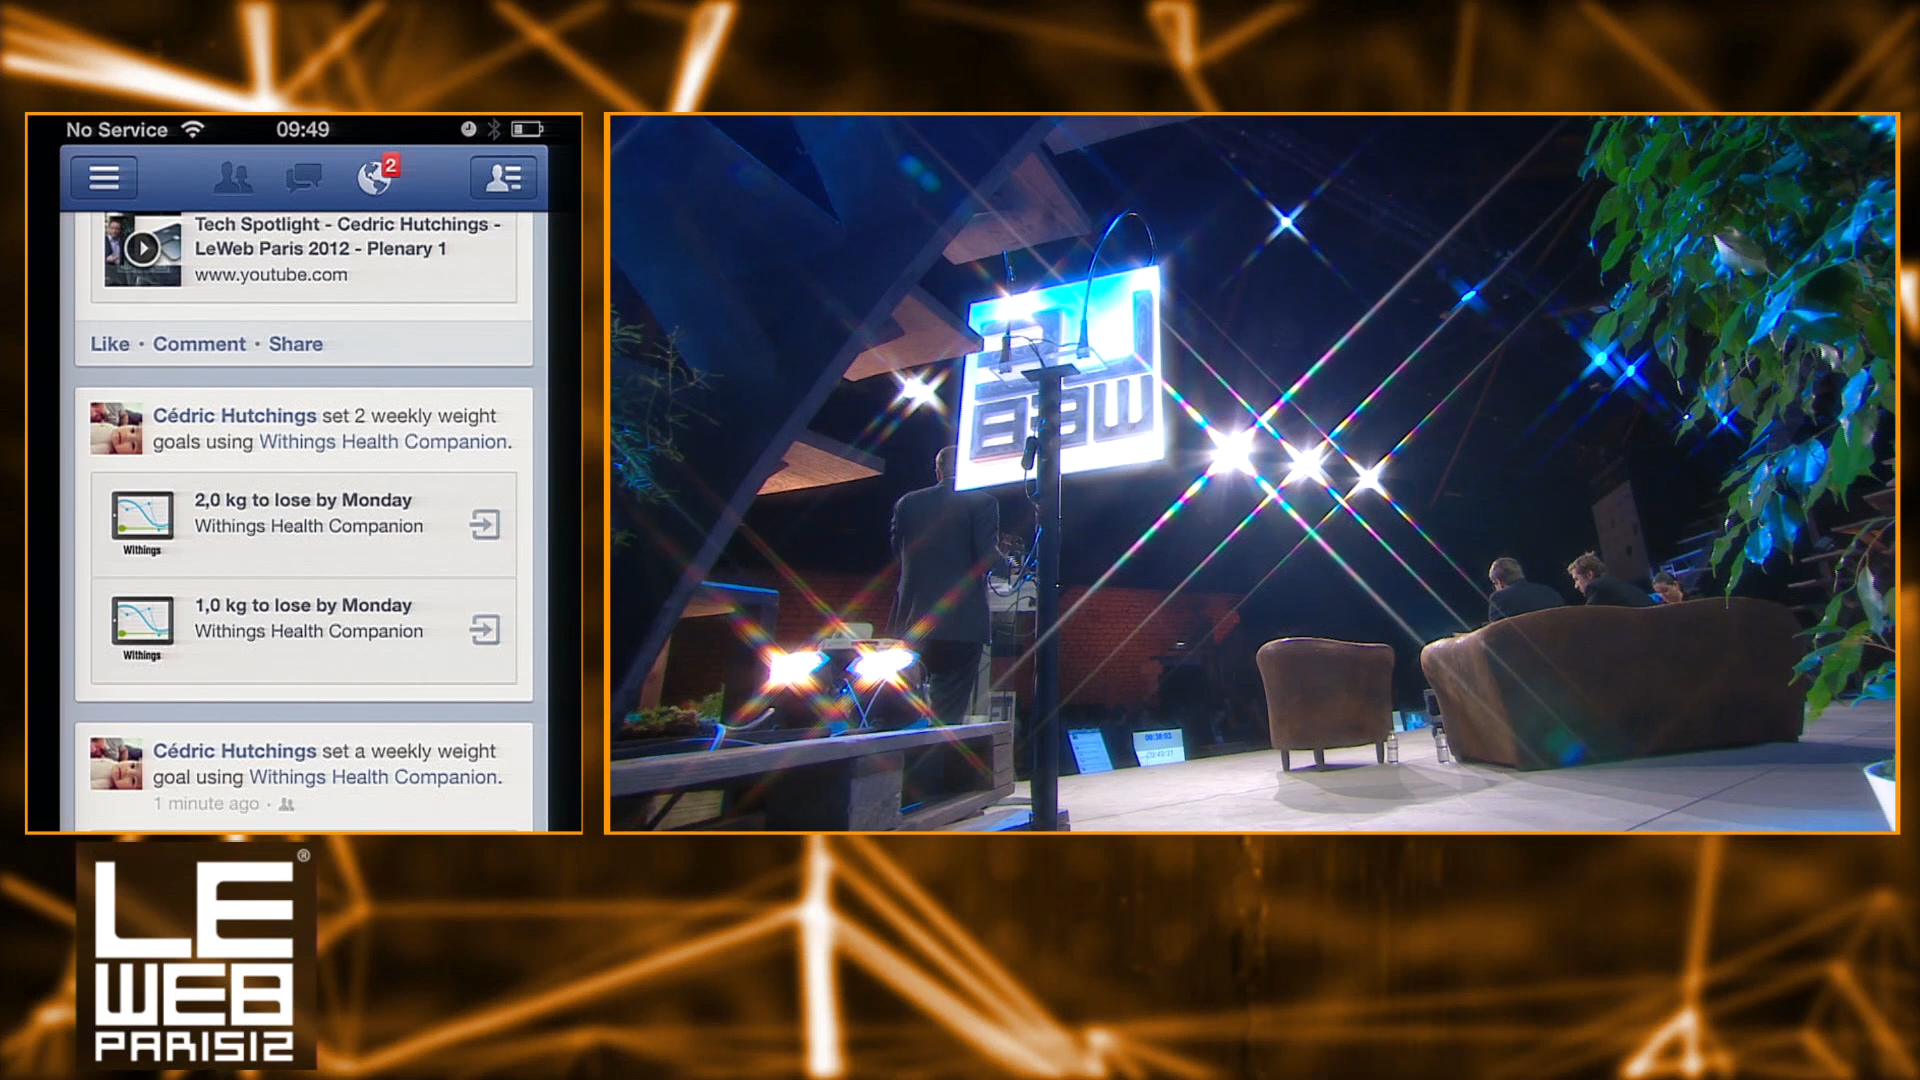 No Service 09:49
2
Tech Spotlight - Cedric Hutchings -
LeWeb Paris 2012 - Plenary 1
www.youtube.com
Like · Comment · Share
Cédric Hutchings set 2 weekly weight
goals using Withings Health Companion.
2,0 kg to lose by Monday
Withings Health Companion
Withings
1,0 kg to lose by Monday
Withings Health Companion
Withings
Cédric Hutchings set a weekly weight
goal using Withings Health Companion.
1 minute ago ·
LE
WEB
LE®
WEB
PARIS12